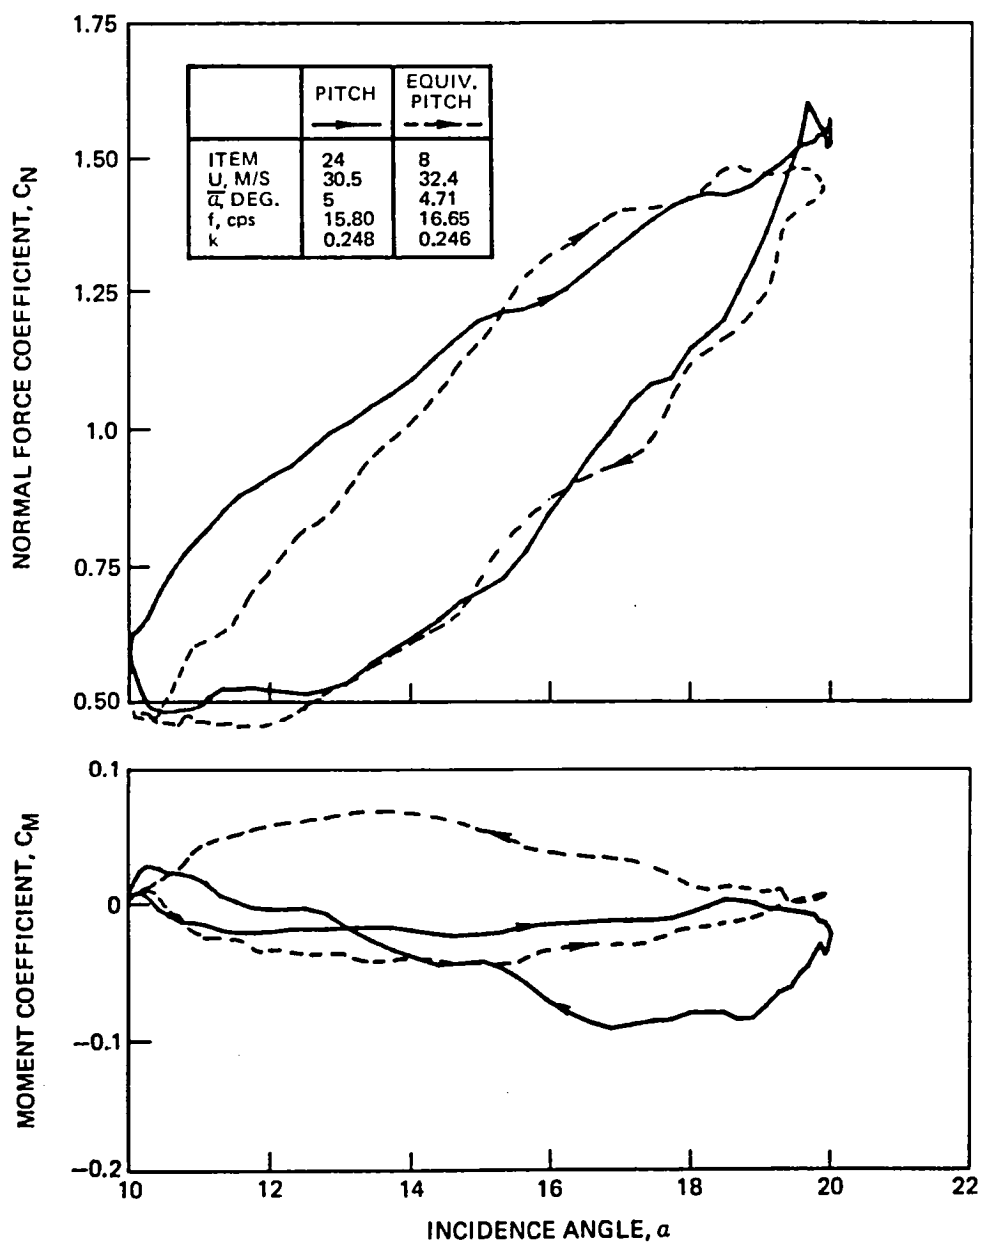 1.75
1.50
1.25
1.0
0.75
0.50
NORMAL FORCE COEFFICIENT, CN
PITCH
EQUIV.
PITCH
ITEM 24 8
U, M/S 30.5 32.4
α̅, DEG. 5 4.71
f, cps 15.80 16.65
k 0.248 0.246
0.1
0
−0.1
−0.2
MOMENT COEFFICIENT, CM
10 12 14 16 18 20 22
INCIDENCE ANGLE, α